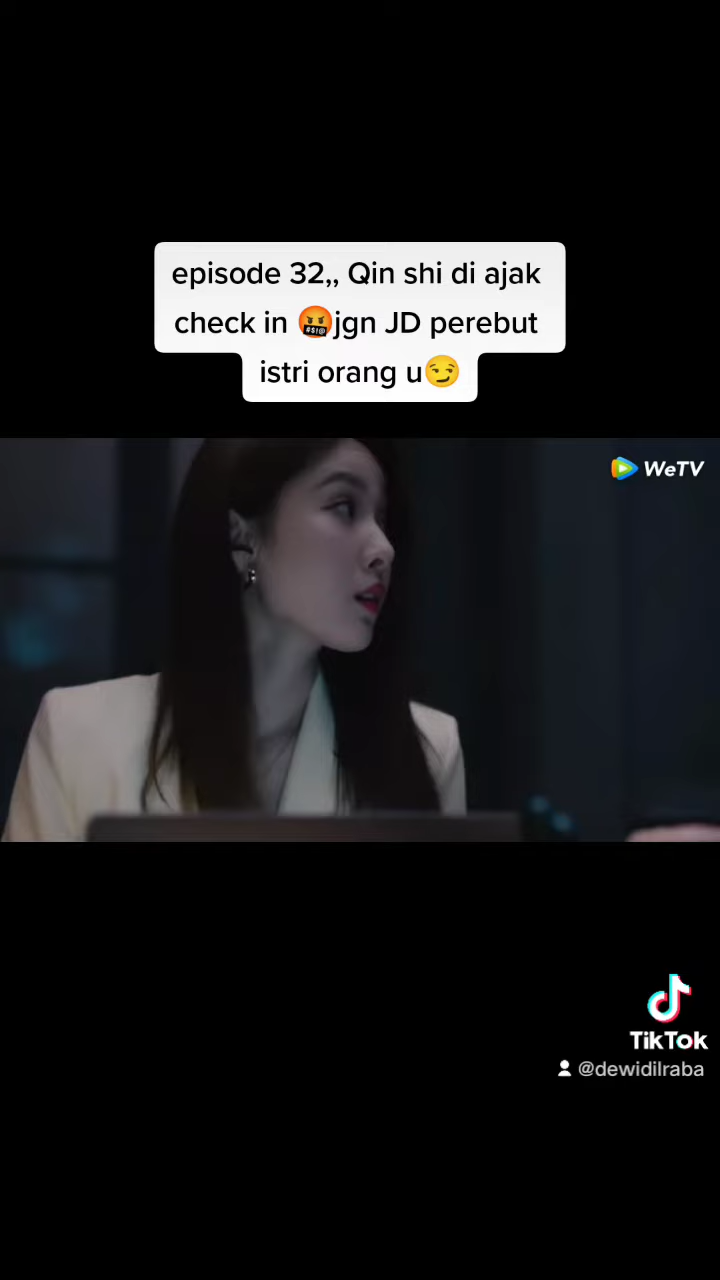 episode 32,, Qin shi di ajak
check in 🤬jgn JD perebut
istri orang u😏
WeTV
TikTok
@dewidilraba